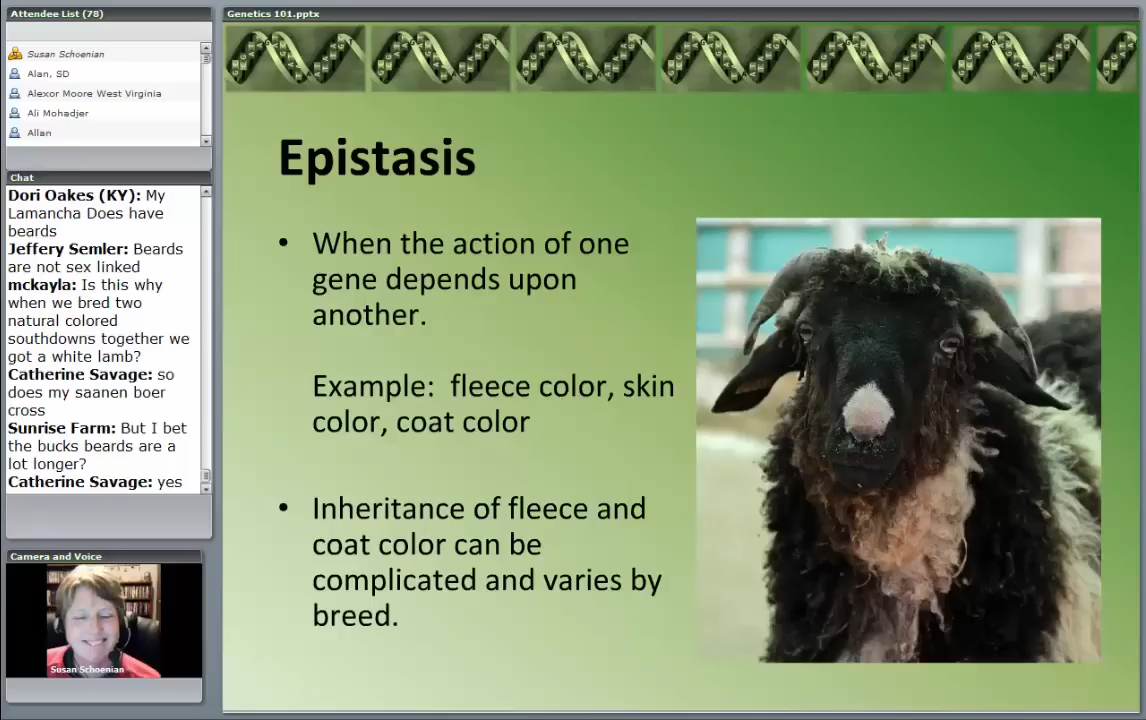 Attendee List (78)
Susan Schoenian
Alan, SD
Alexor Moore West Virginia
Ali Mohadjer
Allan
Chat
Dori Oakes (KY): My
Lamancha Does have
beards
Jeffery Semler: Beards
are not sex linked
mckayla: Is this why
when we bred two
natural colored
southdowns together we
got a white lamb?
Catherine Savage: so
does my saanen boer
cross
Sunrise Farm: But I bet
the bucks beards are a
lot longer?
Catherine Savage: yes
Camera and Voice
Susan Schoenian
Genetics 101.pptx
Epistasis
• When the action of one
gene depends upon
another.
Example: fleece color, skin
color, coat color
• Inheritance of fleece and
coat color can be
complicated and varies by
breed.